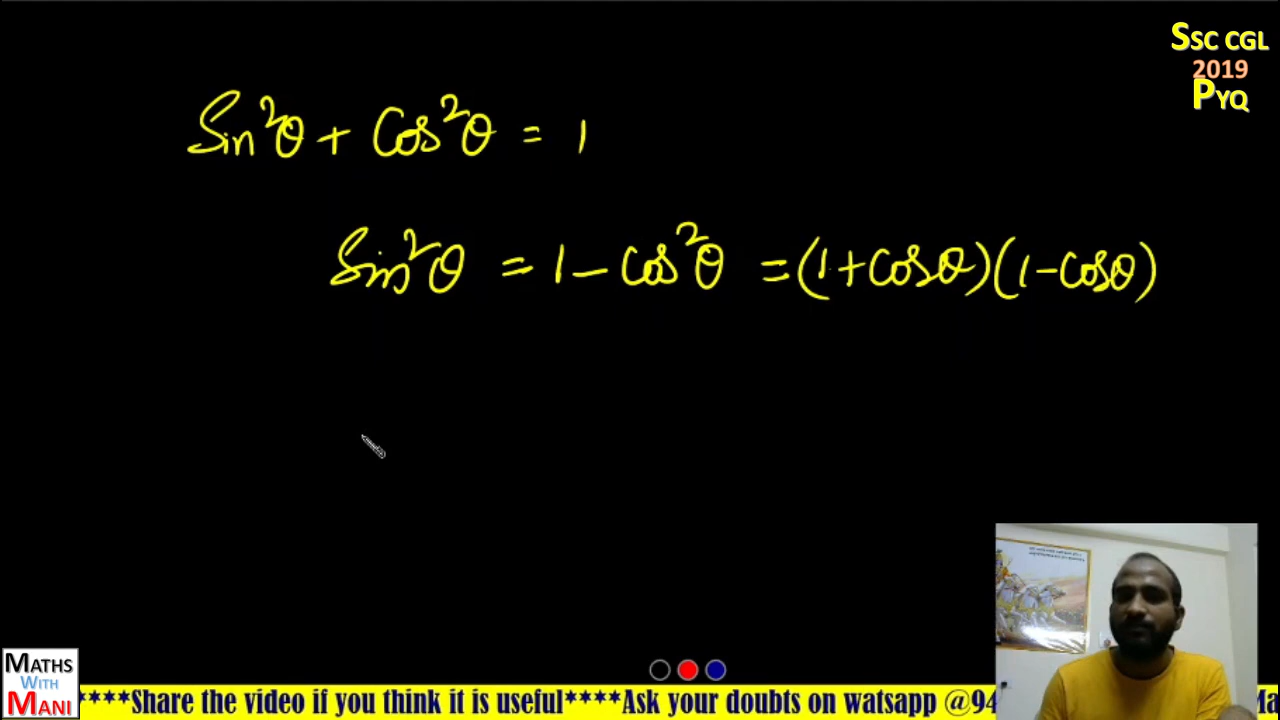 SSC CGL
2019
PYQ
Sin²θ + Cos²θ = 1
Sin²θ = 1 - Cos²θ = (1+Cosθ)(1-Cosθ)
MATHS
WITH
MANI
****Share the video if you think it is useful****Ask your doubts on watsapp @94